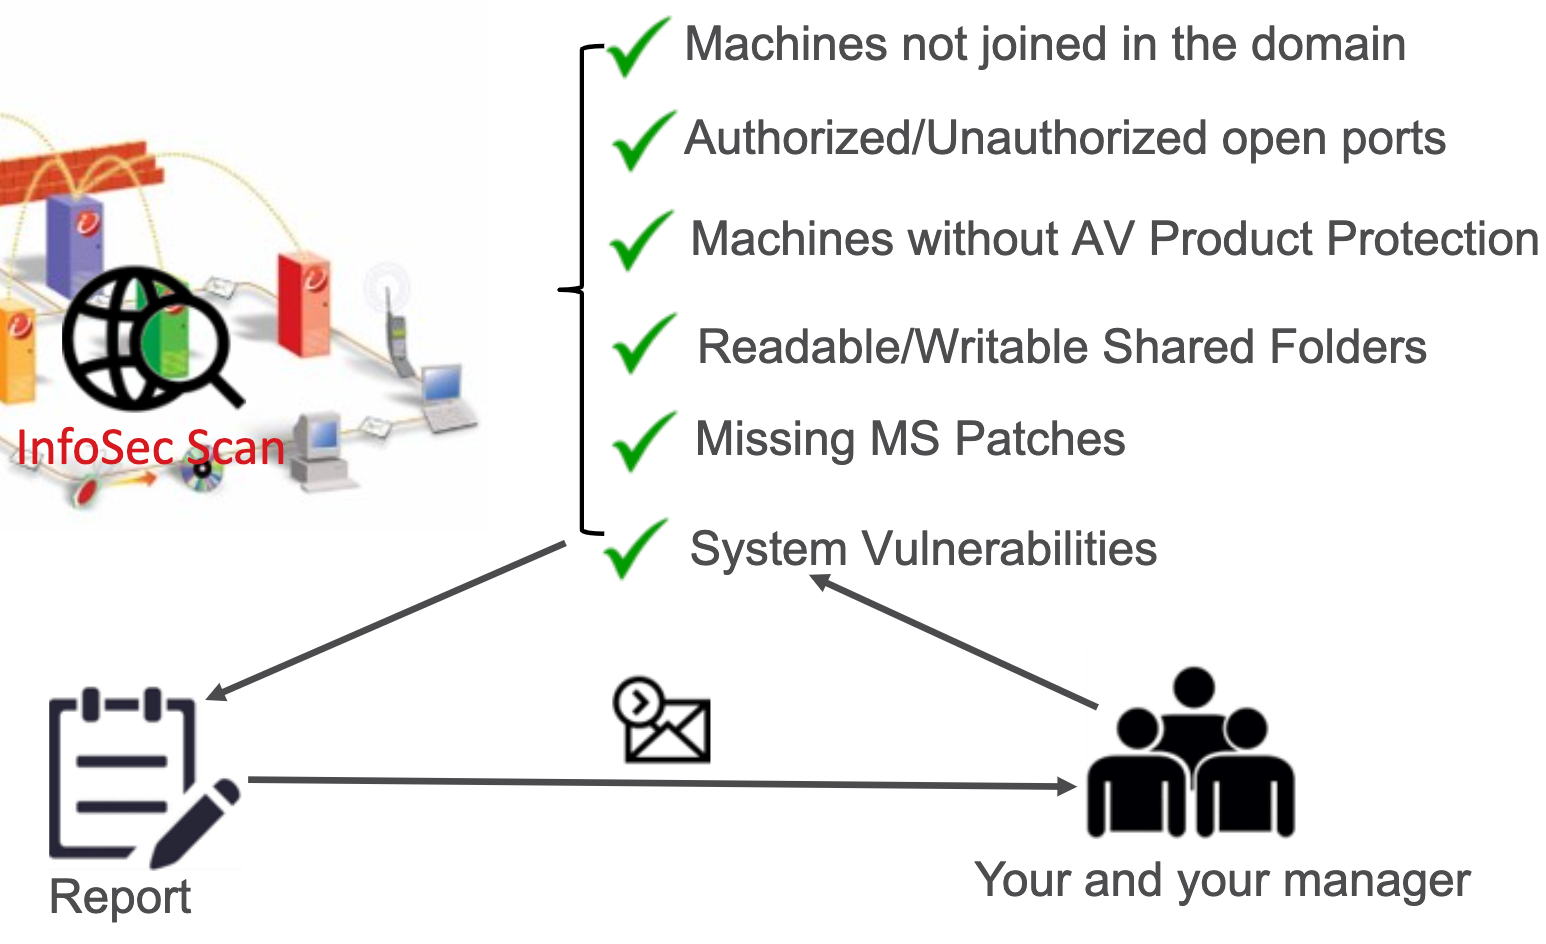 Machines not joined in the domain
Authorized/Unauthorized open ports
Machines without AV Product Protection
Readable/Writable Shared Folders
Missing MS Patches
System Vulnerabilities
InfoSec Scan
Report
Your and your manager